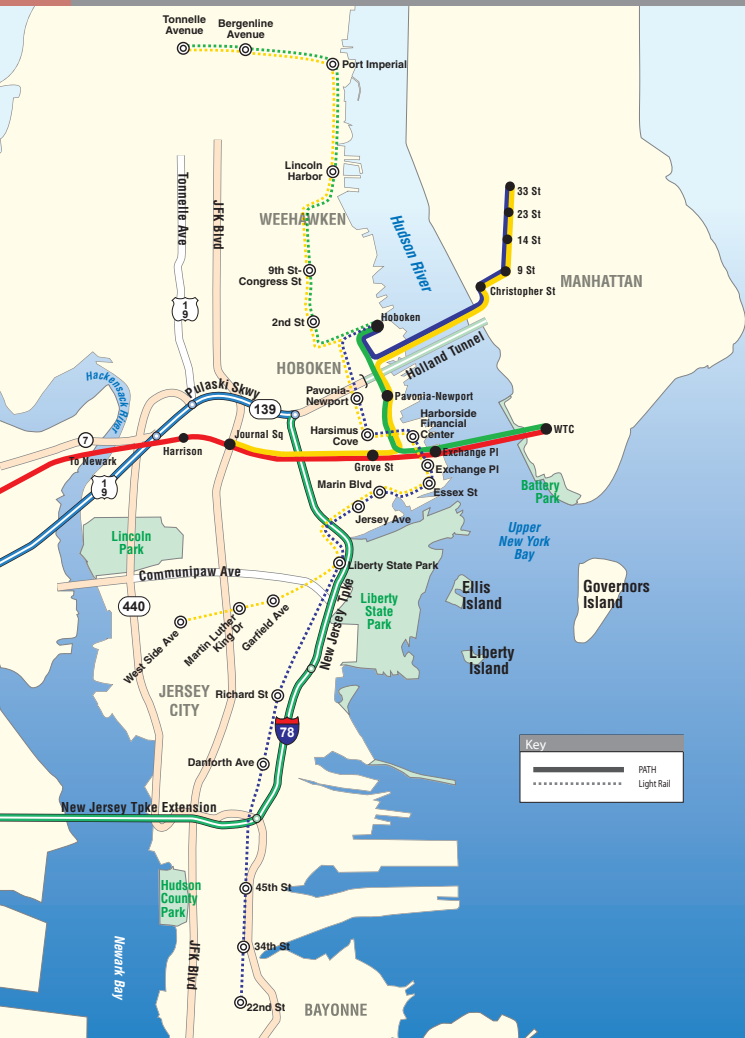 Tonnelle
Avenue
Bergenline
Avenue
Port Imperial
Lincoln
Harbor
Tonnelle Ave
JFK Blvd
WEEHAWKEN
Hudson River
33 St
23 St
14 St
9 St
Christopher St
MANHATTAN
9th St-
Congress St
1
9
2nd St
Hoboken
HOBOKEN
Holland Tunnel
Hackensack
River
Pulaski Skwy
139
Pavonia-
Newport
Pavonia-Newport
Harborside
Financial
Center
Harsimus
Cove
7
To Newark
Harrison
Journal Sq
Grove St
Exchange Pl
WTC
Exchange Pl
1
9
Marin Blvd
Essex St
Jersey Ave
Battery
Park
Upper
New York
Bay
Lincoln
Park
Communipaw Ave
Liberty State Park
440
West Side Ave
Martin Luther
King Dr
Garfield Ave
New Jersey Tpke
Liberty
State
Park
Ellis
Island
Governors
Island
Liberty
Island
JERSEY
CITY
Richard St
78
Danforth Ave
Key
PATH
Light Rail
New Jersey Tpke Extension
Hudson
County
Park
45th St
Newark Bay
JFK Blvd
34th St
22nd St
BAYONNE